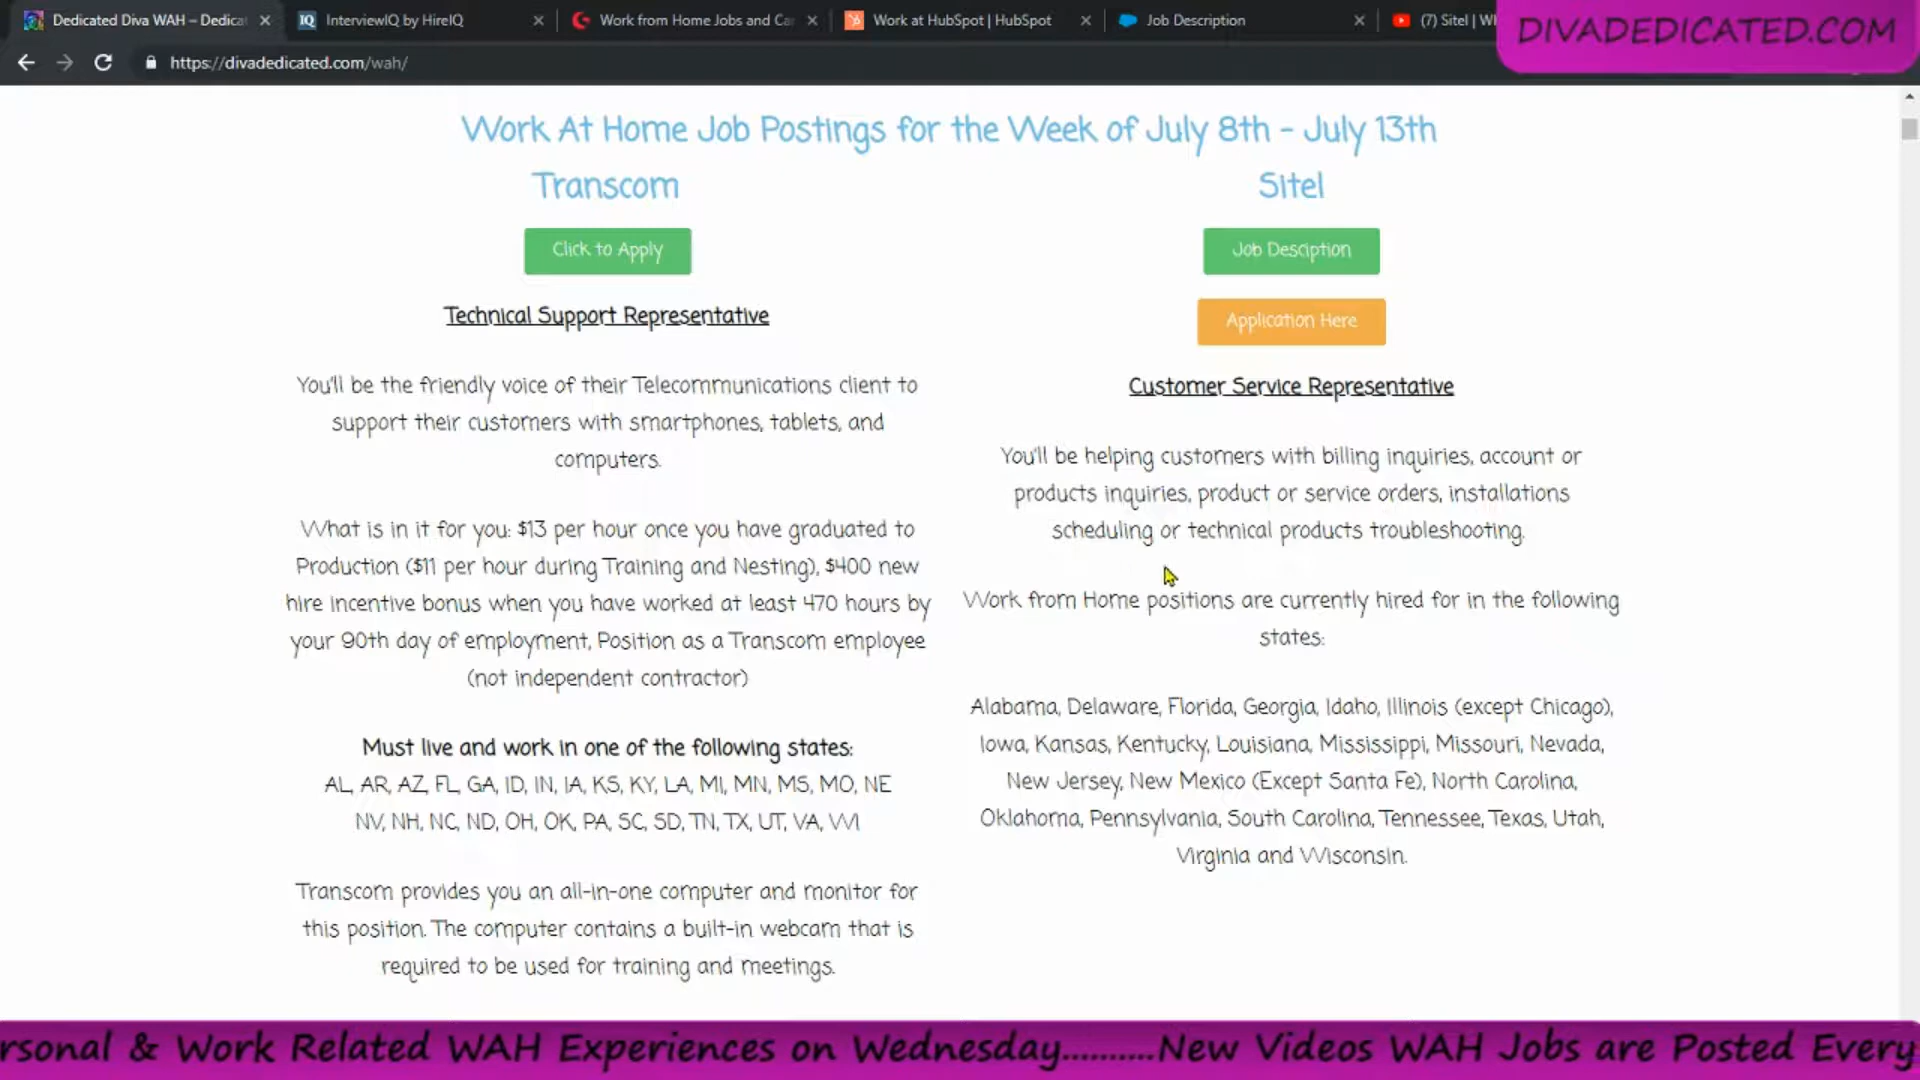 Dedicated Diva WAH – Dedicat
InterviewIQ by HireIQ
Work from Home Jobs and Ca
Work at HubSpot | HubSpot
Job Description
(7) Sitel | Wh
DIVADEDICATED.COM
https://divadedicated.com/wah/
Work At Home Job Postings for the Week of July 8th - July 13th
Transcom
Click to Apply
Technical Support Representative
You'll be the friendly voice of their Telecommunications client to
support their customers with smartphones, tablets, and
computers.
What is in it for you: $13 per hour once you have graduated to
Production ($11 per hour during Training and Nesting), $400 new
hire incentive bonus when you have worked at least 470 hours by
your 90th day of employment, Position as a Transcom employee
(not independent contractor)
Must live and work in one of the following states:
AL, AR, AZ, FL, GA, ID, IN, IA, KS, KY, LA, MI, MN, MS, MO, NE
NV, NH, NC, ND, OH, OK, PA, SC, SD, TN, TX, UT, VA, WI
Transcom provides you an all-in-one computer and monitor for
this position. The computer contains a built-in webcam that is
required to be used for training and meetings.
Sitel
Job Desciption
Application Here
Customer Service Representative
You'll be helping customers with billing inquiries, account or
products inquiries, product or service orders, installations
scheduling or technical products troubleshooting.
Work from Home positions are currently hired for in the following
states:
Alabama, Delaware, Florida, Georgia, Idaho, Illinois (except Chicago),
Iowa, Kansas, Kentucky, Louisiana, Mississippi, Missouri, Nevada,
New Jersey, New Mexico (Except Santa Fe), North Carolina,
Oklahoma, Pennsylvania, South Carolina, Tennessee, Texas, Utah,
Virginia and Wisconsin.
rsonal & Work Related WAH Experiences on Wednesday..........New Videos WAH Jobs are Posted Every